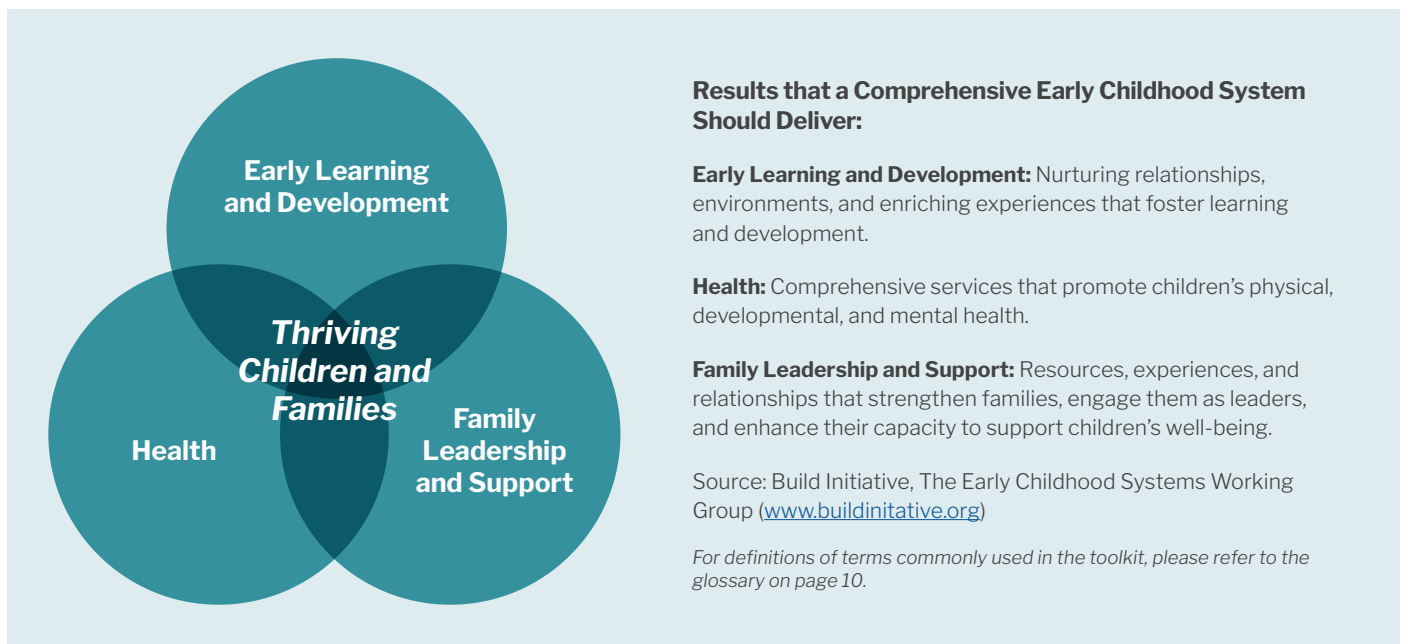 Early Learning
and Development
Thriving
Children and
Families
Health
Family
Leadership
and Support
Results that a Comprehensive Early Childhood System
Should Deliver:
Early Learning and Development: Nurturing relationships,
environments, and enriching experiences that foster learning
and development.
Health: Comprehensive services that promote children’s physical,
developmental, and mental health.
Family Leadership and Support: Resources, experiences, and
relationships that strengthen families, engage them as leaders,
and enhance their capacity to support children’s well-being.
Source: Build Initiative, The Early Childhood Systems Working
Group (www.buildinitative.org)
For definitions of terms commonly used in the toolkit, please refer to the
glossary on page 10.